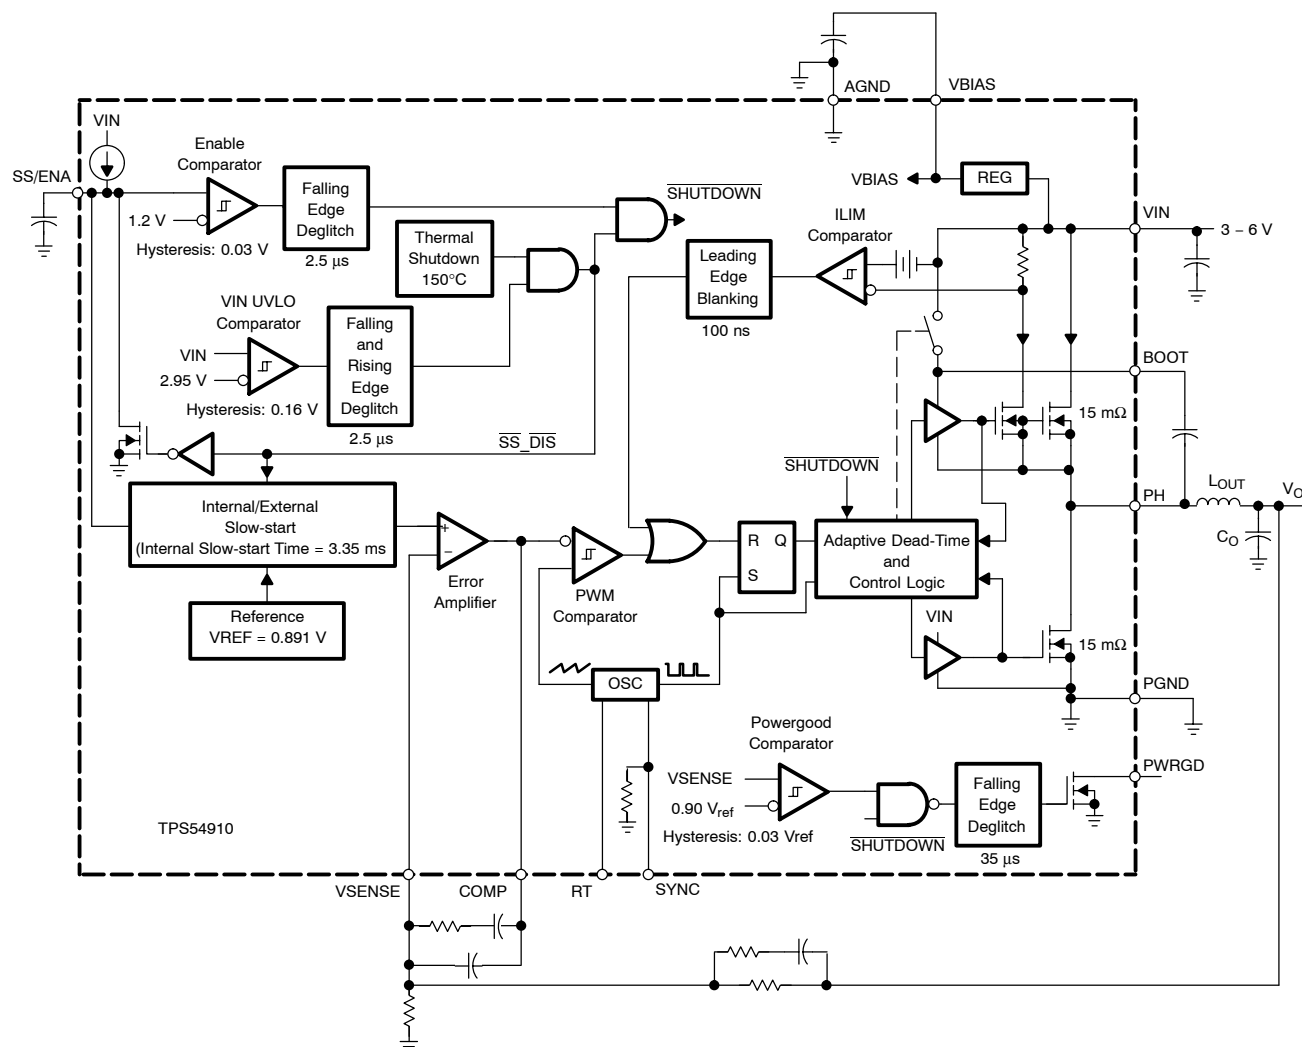 AGND
VBIAS
VIN
Enable
Comparator
SS/ENA
1.2 V
Hysteresis: 0.03 V
Falling
Edge
Deglitch
2.5 μs
SHUTDOWN
VBIAS
REG
VIN
3 – 6 V
Thermal
Shutdown
150°C
ILIM
Comparator
Leading
Edge
Blanking
100 ns
VIN UVLO
Comparator
VIN
2.95 V
Hysteresis: 0.16 V
Falling
and
Rising
Edge
Deglitch
2.5 μs
BOOT
15 mΩ
SS_DIS
SHUTDOWN
Internal/External
Slow-start
(Internal Slow-start Time = 3.35 ms
Reference
VREF = 0.891 V
+
−
Error
Amplifier
PWM
Comparator
R Q
S
Adaptive Dead-Time
and
Control Logic
PH
LOUT
VO
CO
VIN
15 mΩ
OSC
PGND
Powergood
Comparator
VSENSE
0.90 Vref
Hysteresis: 0.03 Vref
SHUTDOWN
Falling
Edge
Deglitch
35 μs
PWRGD
TPS54910
VSENSE
COMP
RT
SYNC